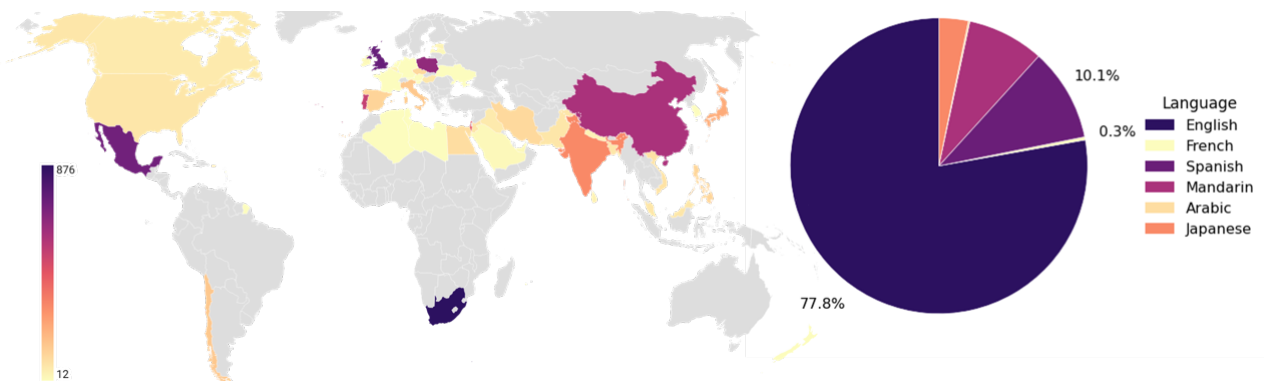 876
12
10.1%
0.3%
77.8%
Language
English
French
Spanish
Mandarin
Arabic
Japanese